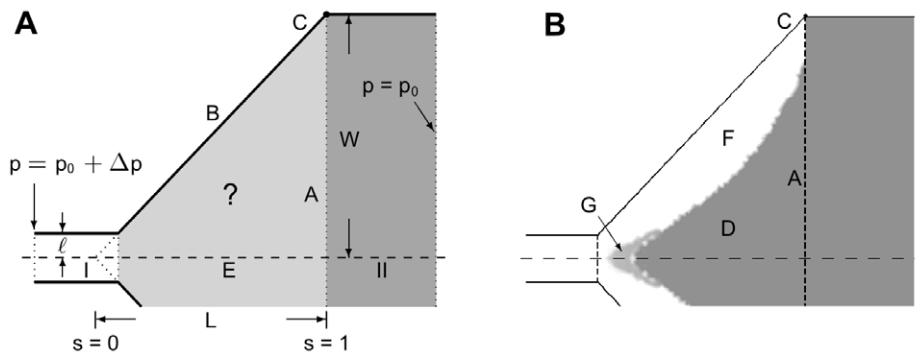 A
C
B
p = p₀
W
p = p₀ + Δp
?
A
ℓ
I
E
II
L
s = 0
s = 1
B
C
F
G
A
D